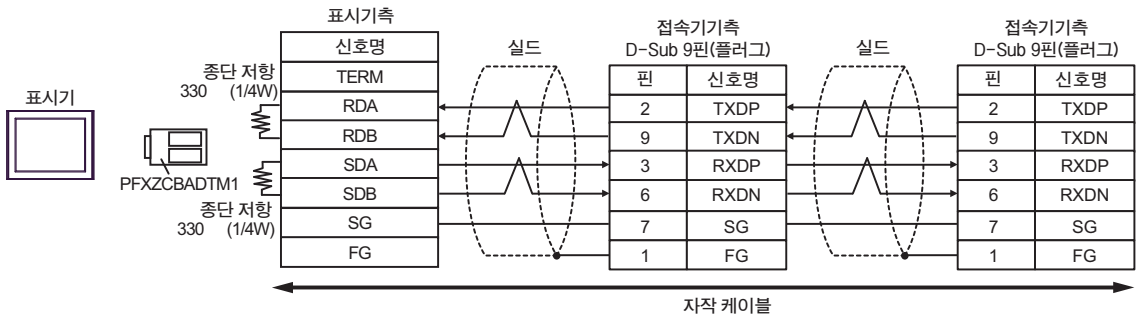 표시기
PFXZCBADTM1
종단 저항
330 (1/4W)
종단 저항
330 (1/4W)
표시기측
신호명
TERM
RDA
RDB
SDA
SDB
SG
FG
실드
접속기기측
D-Sub 9핀(플러그)
핀 신호명
2 TXDP
9 TXDN
3 RXDP
6 RXDN
7 SG
1 FG
실드
접속기기측
D-Sub 9핀(플러그)
핀 신호명
2 TXDP
9 TXDN
3 RXDP
6 RXDN
7 SG
1 FG
자작 케이블